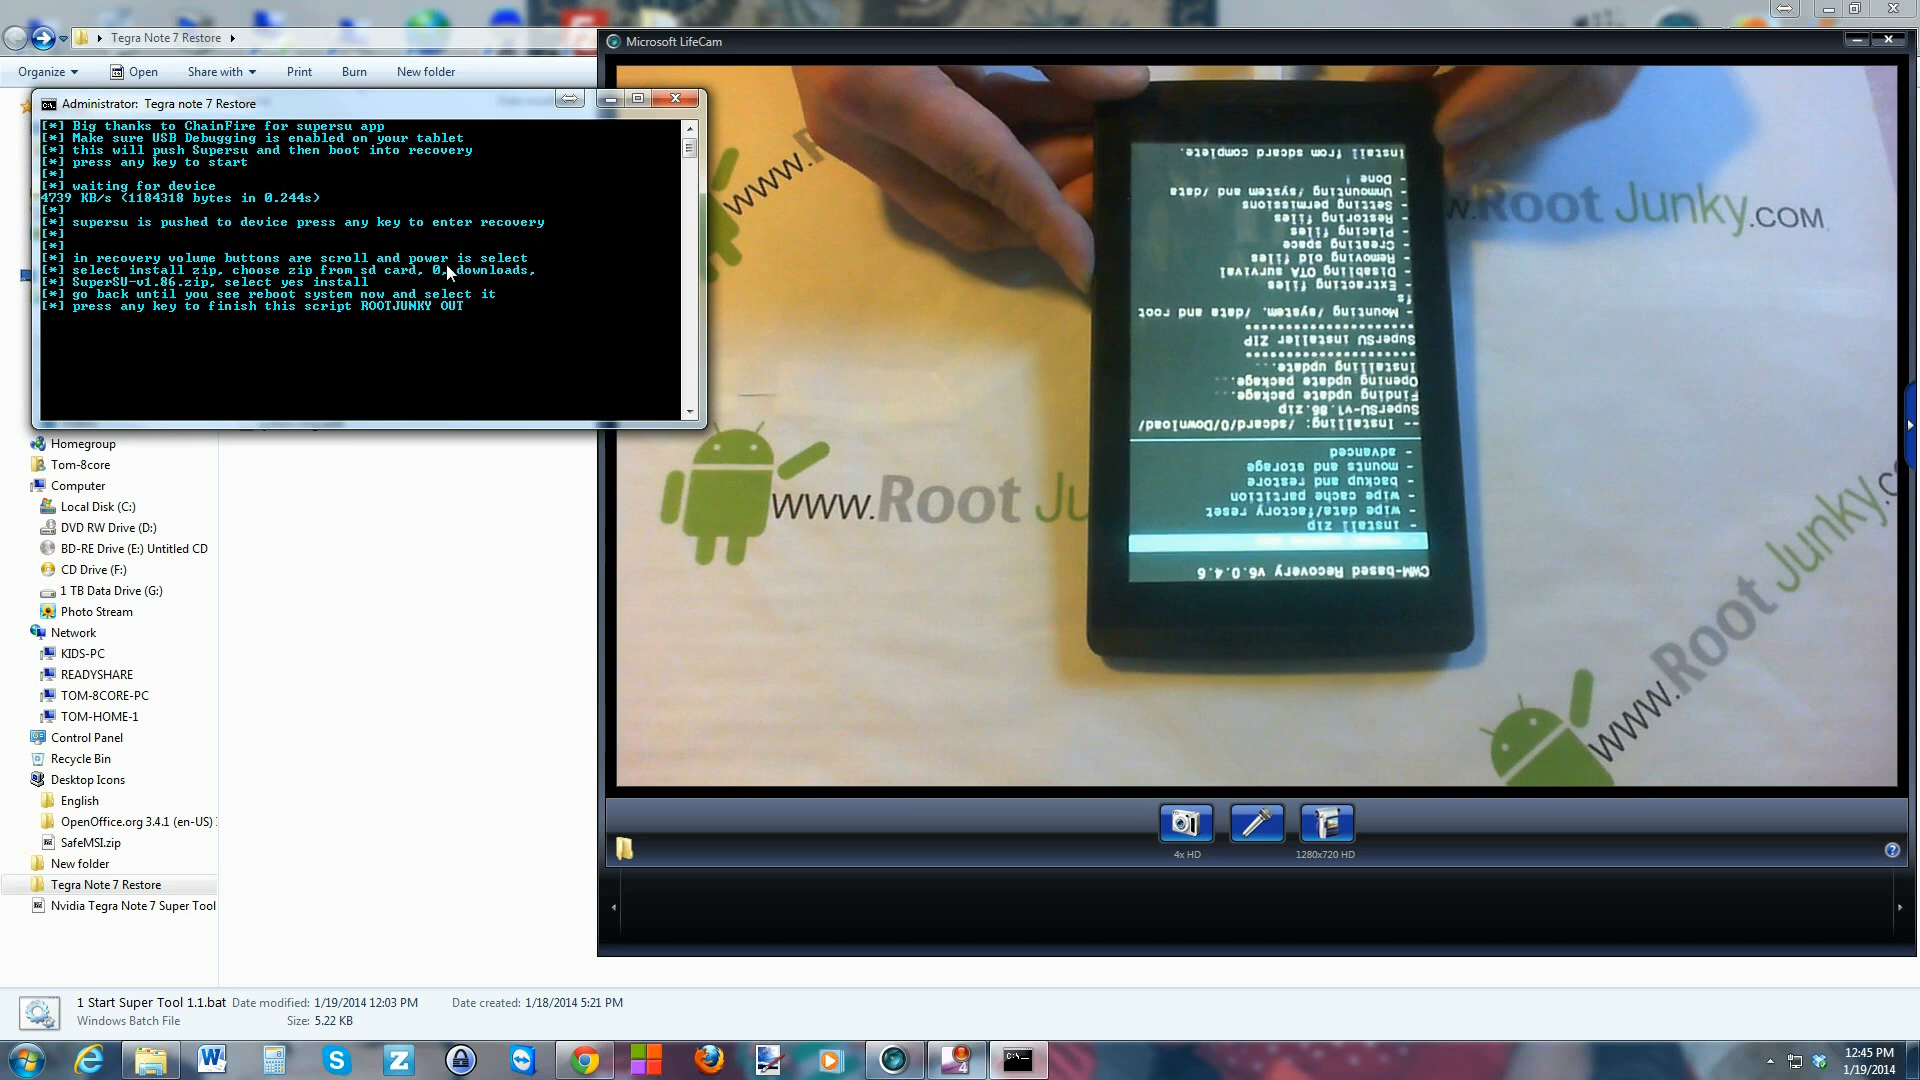 Tegra Note 7 Restore
Organize
Open
Share with
Print
Burn
New folder
Administrator: Tegra note 7 Restore
[*] Big thanks to ChainFire for supersu app
[*] Make sure USB Debugging is enabled on your tablet
[*] this will push Supersu and then boot into recovery
[*] press any key to start
[*]
[*] waiting for device
4739 KB/s (1184318 bytes in 0.244s)
[*]
[*] supersu is pushed to device press any key to enter recovery
[*]
[*]
[*] in recovery volume buttons are scroll and power is select
[*] select install zip, choose zip from sd card, 0, downloads,
[*] SuperSU-v1.86.zip, select yes install
[*] go back until you see reboot system now and select it
[*] press any key to finish this script ROOTJUNKY OUT
Homegroup
Tom-8core
Computer
Local Disk (C:)
DVD RW Drive (D:)
BD-RE Drive (E:) Untitled CD
CD Drive (F:)
1 TB Data Drive (G:)
Photo Stream
Network
KIDS-PC
READYSHARE
TOM-8CORE-PC
TOM-HOME-1
Control Panel
Recycle Bin
Desktop Icons
English
OpenOffice.org 3.4.1 (en-US)
SafeMSI.zip
New folder
Tegra Note 7 Restore
Nvidia Tegra Note 7 Super Tool
Microsoft LifeCam
www.
Root Junky.COM
www.Root Ju
www.Root Junky.c
CWM-based Recovery v6.0.4.6
- install zip
- wipe data/factory reset
- wipe cache partition
- backup and restore
- mounts and storage
- advanced
-- Installing: /sdcard/0/Download/
SuperSU-v1.86.zip
Finding update package...
Opening update package...
Installing update...
SuperSU installer ZIP
- Mounting /system, /data and root
fs
- Extracting files
- Disabling OTA survival
- Removing old files
- Creating space
- Placing files
- Restoring files
- Setting permissions
- Unmounting /system and /data
- Done !
Install from sdcard complete.
4x HD
1280x720 HD
1 Start Super Tool 1.1.bat
Date modified: 1/19/2014 12:03 PM
Date created: 1/18/2014 5:21 PM
Windows Batch File
Size: 5.22 KB
12:45 PM
1/19/2014